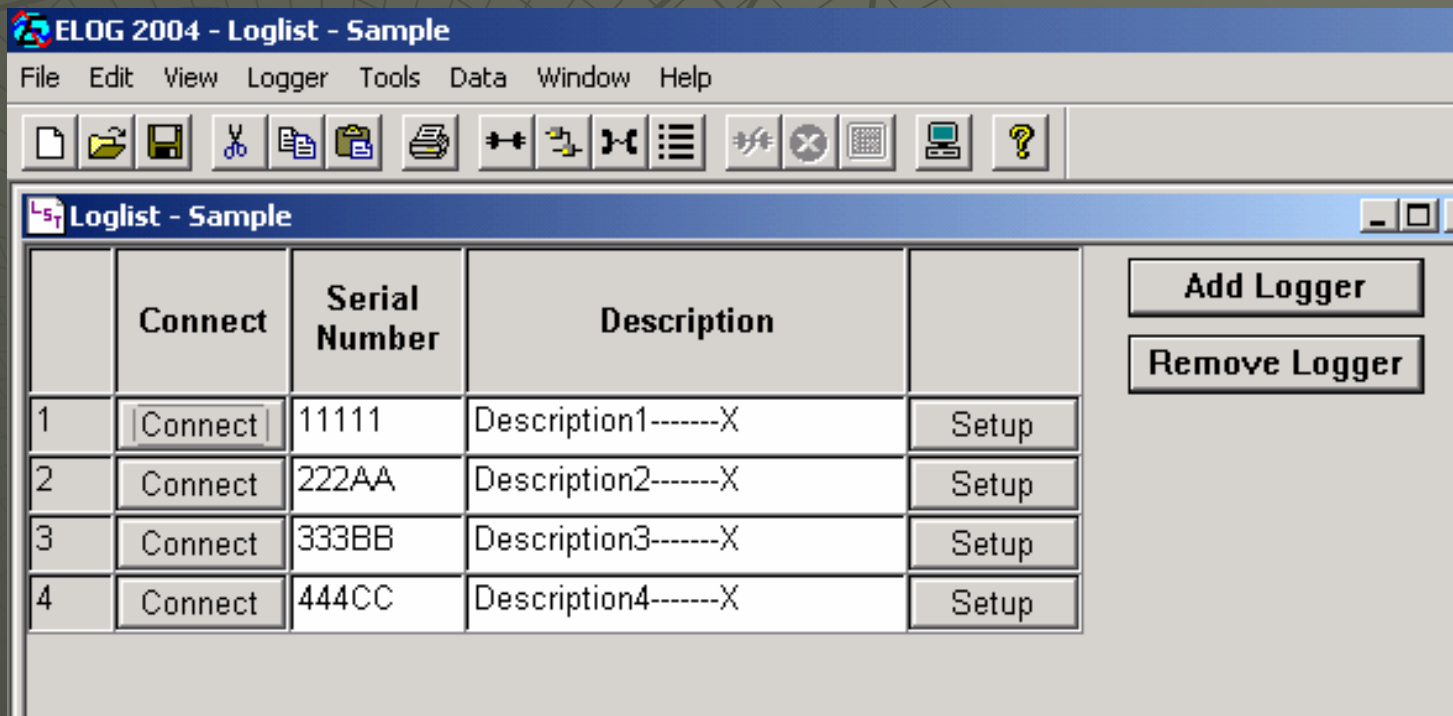 ELOG 2004 - Loglist - Sample
File Edit View Logger Tools Data Window Help
LST Loglist - Sample
Connect Serial Number Description
Add Logger
Remove Logger
1 Connect 11111 Description1-------X Setup
2 Connect 222AA Description2-------X Setup
3 Connect 333BB Description3-------X Setup
4 Connect 444CC Description4-------X Setup